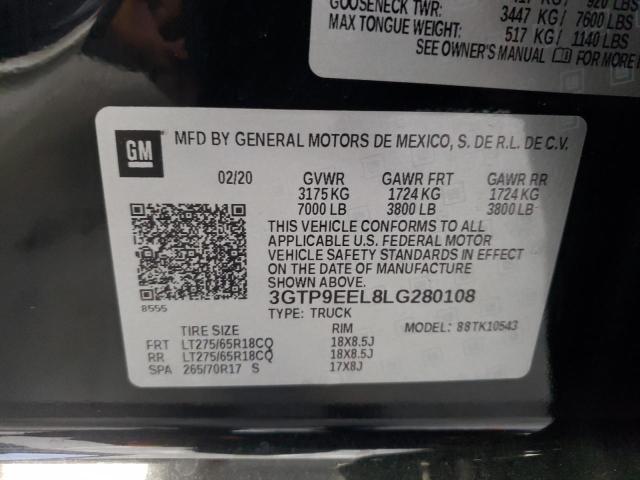 GOOSENECK TWR: 3447 KG/ 7600 LBS
MAX TONGUE WEIGHT: 517 KG/ 1140 LBS
SEE OWNER'S MANUAL FOR MORE
GM MFD BY GENERAL MOTORS DE MEXICO, S. DE R.L. DE C.V.
02/20 GVWR GAWR FRT GAWR RR
3175 KG 1724 KG 1724 KG
7000 LB 3800 LB 3800 LB
THIS VEHICLE CONFORMS TO ALL
APPLICABLE U.S. FEDERAL MOTOR
VEHICLE SAFETY STANDARDS IN EFFECT
ON THE DATE OF MANUFACTURE
SHOWN ABOVE.
3GTP9EEL8LG280108
8555
TYPE: TRUCK MODEL: 88TK10543
TIRE SIZE RIM
FRT LT275/65R18CQ 18X8.5J
RR LT275/65R18CQ 18X8.5J
SPA 265/70R17 S 17X8J